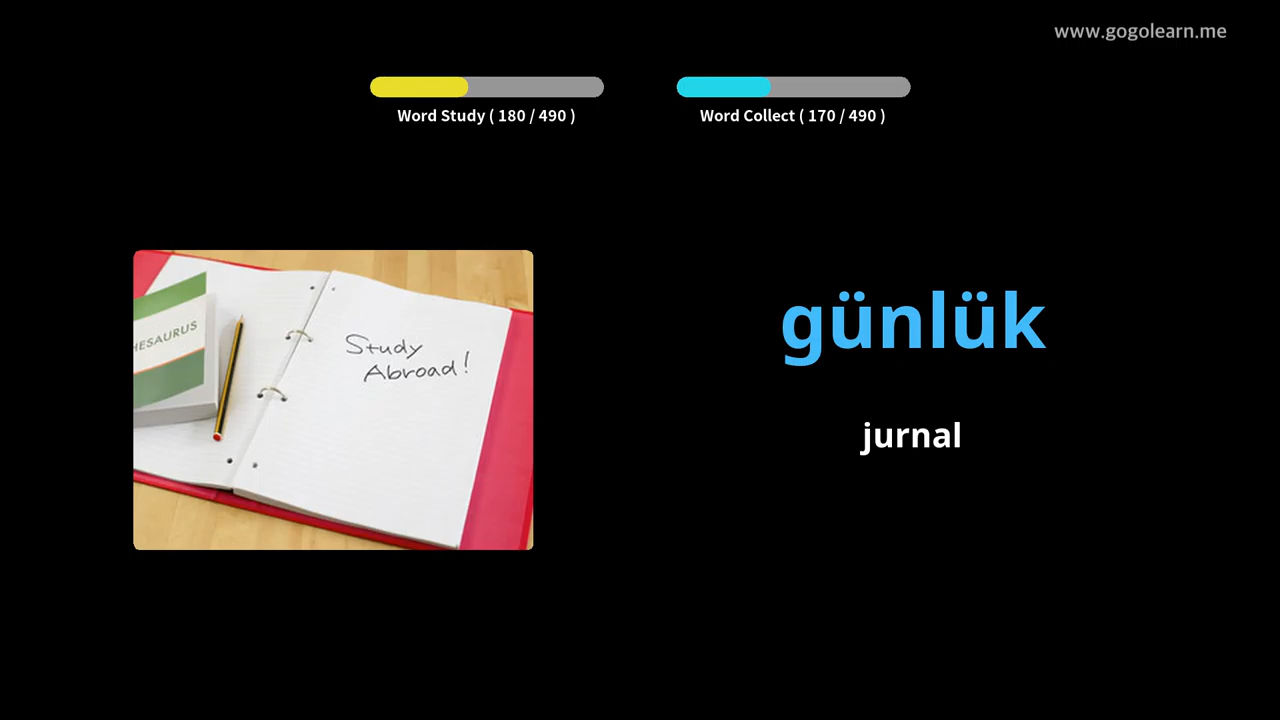 www.gogolearn.me
Word Study ( 180 / 490 )
Word Collect ( 170 / 490 )
HESAURUS
Study
Abroad!
günlük
jurnal